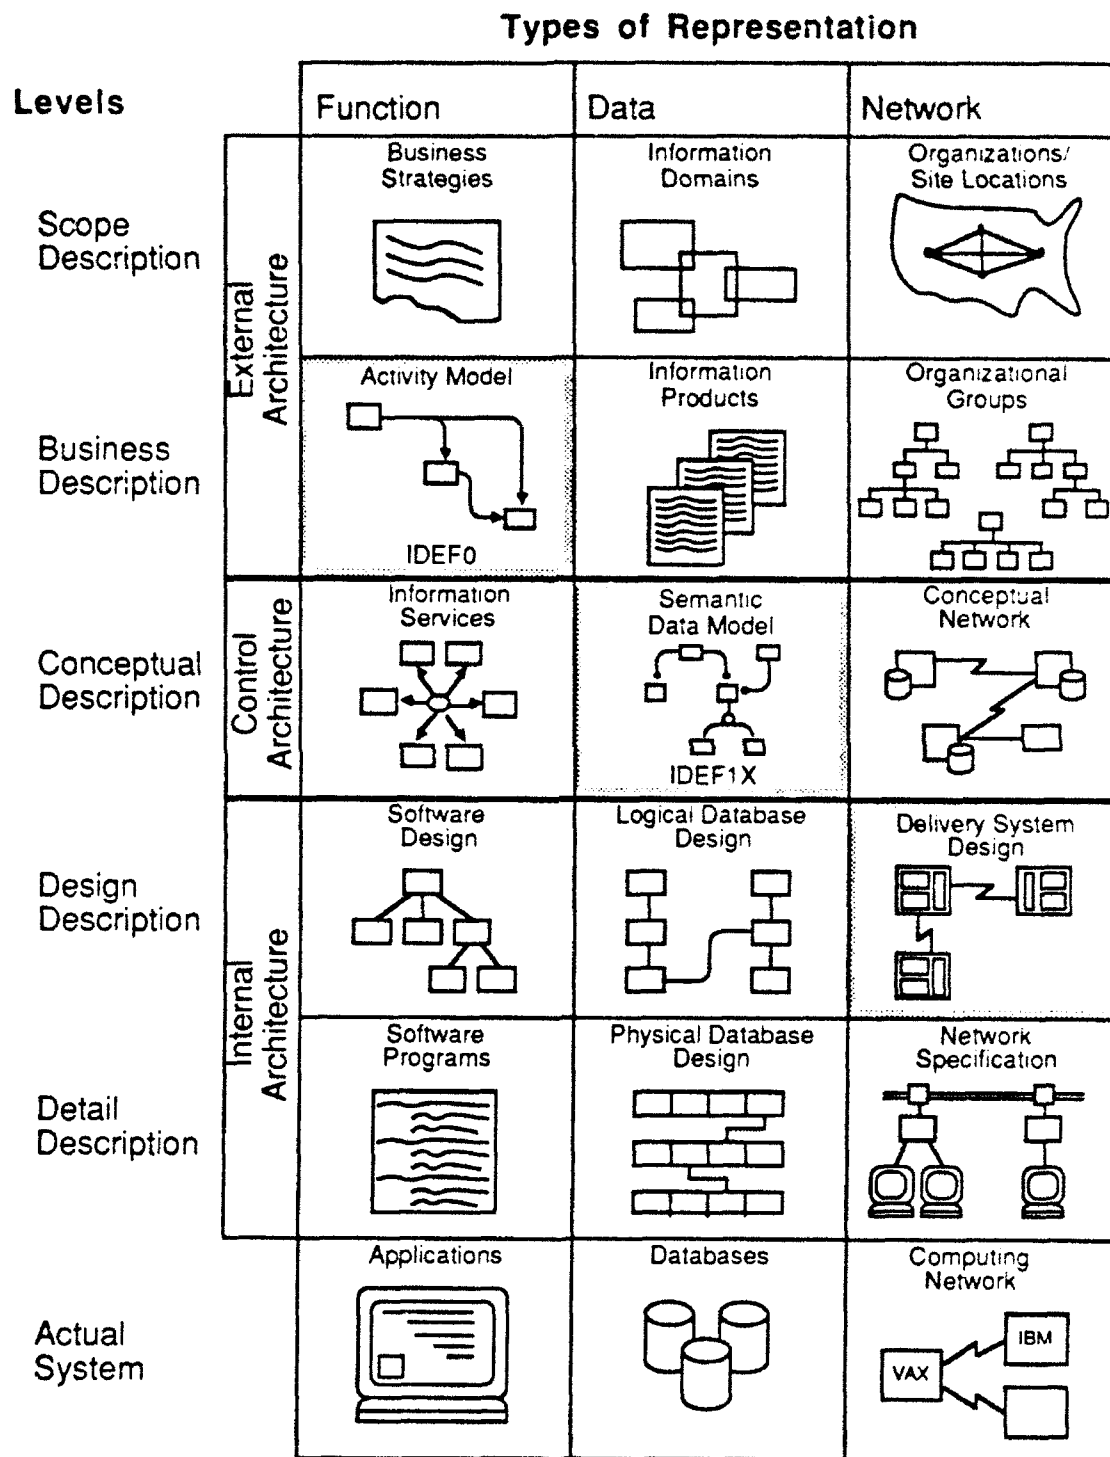 Types of Representation
Levels
Function
Data
Network
External
Architecture
Scope
Description
Business
Strategies
Information
Domains
Organizations/
Site Locations
Business
Description
Activity Model
IDEF0
Information
Products
Organizational
Groups
Control
Architecture
Conceptual
Description
Information
Services
Semantic
Data Model
IDEF1X
Conceptual
Network
Internal
Architecture
Design
Description
Software
Design
Logical Database
Design
Delivery System
Design
Detail
Description
Software
Programs
Physical Database
Design
Network
Specification
Actual
System
Applications
Databases
Computing
Network
IBM
VAX